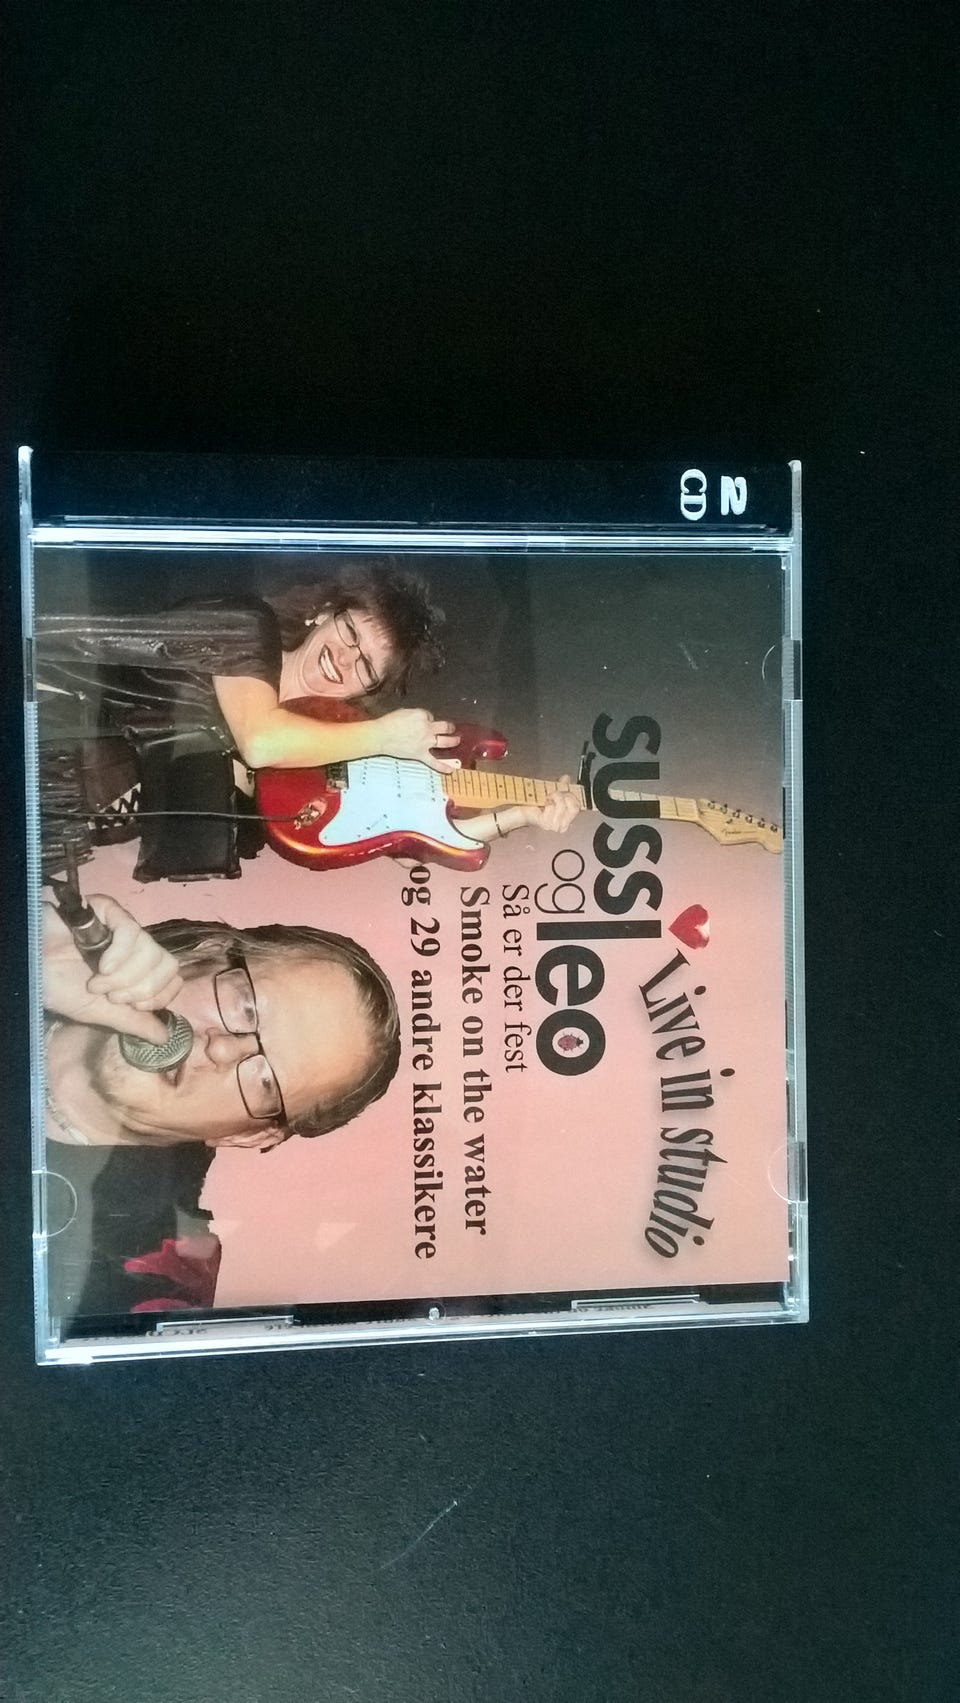 2
CD
Live in studio
suss
og leo
Så er der fest
Smoke on the water
og 29 andre klassikere
Fender